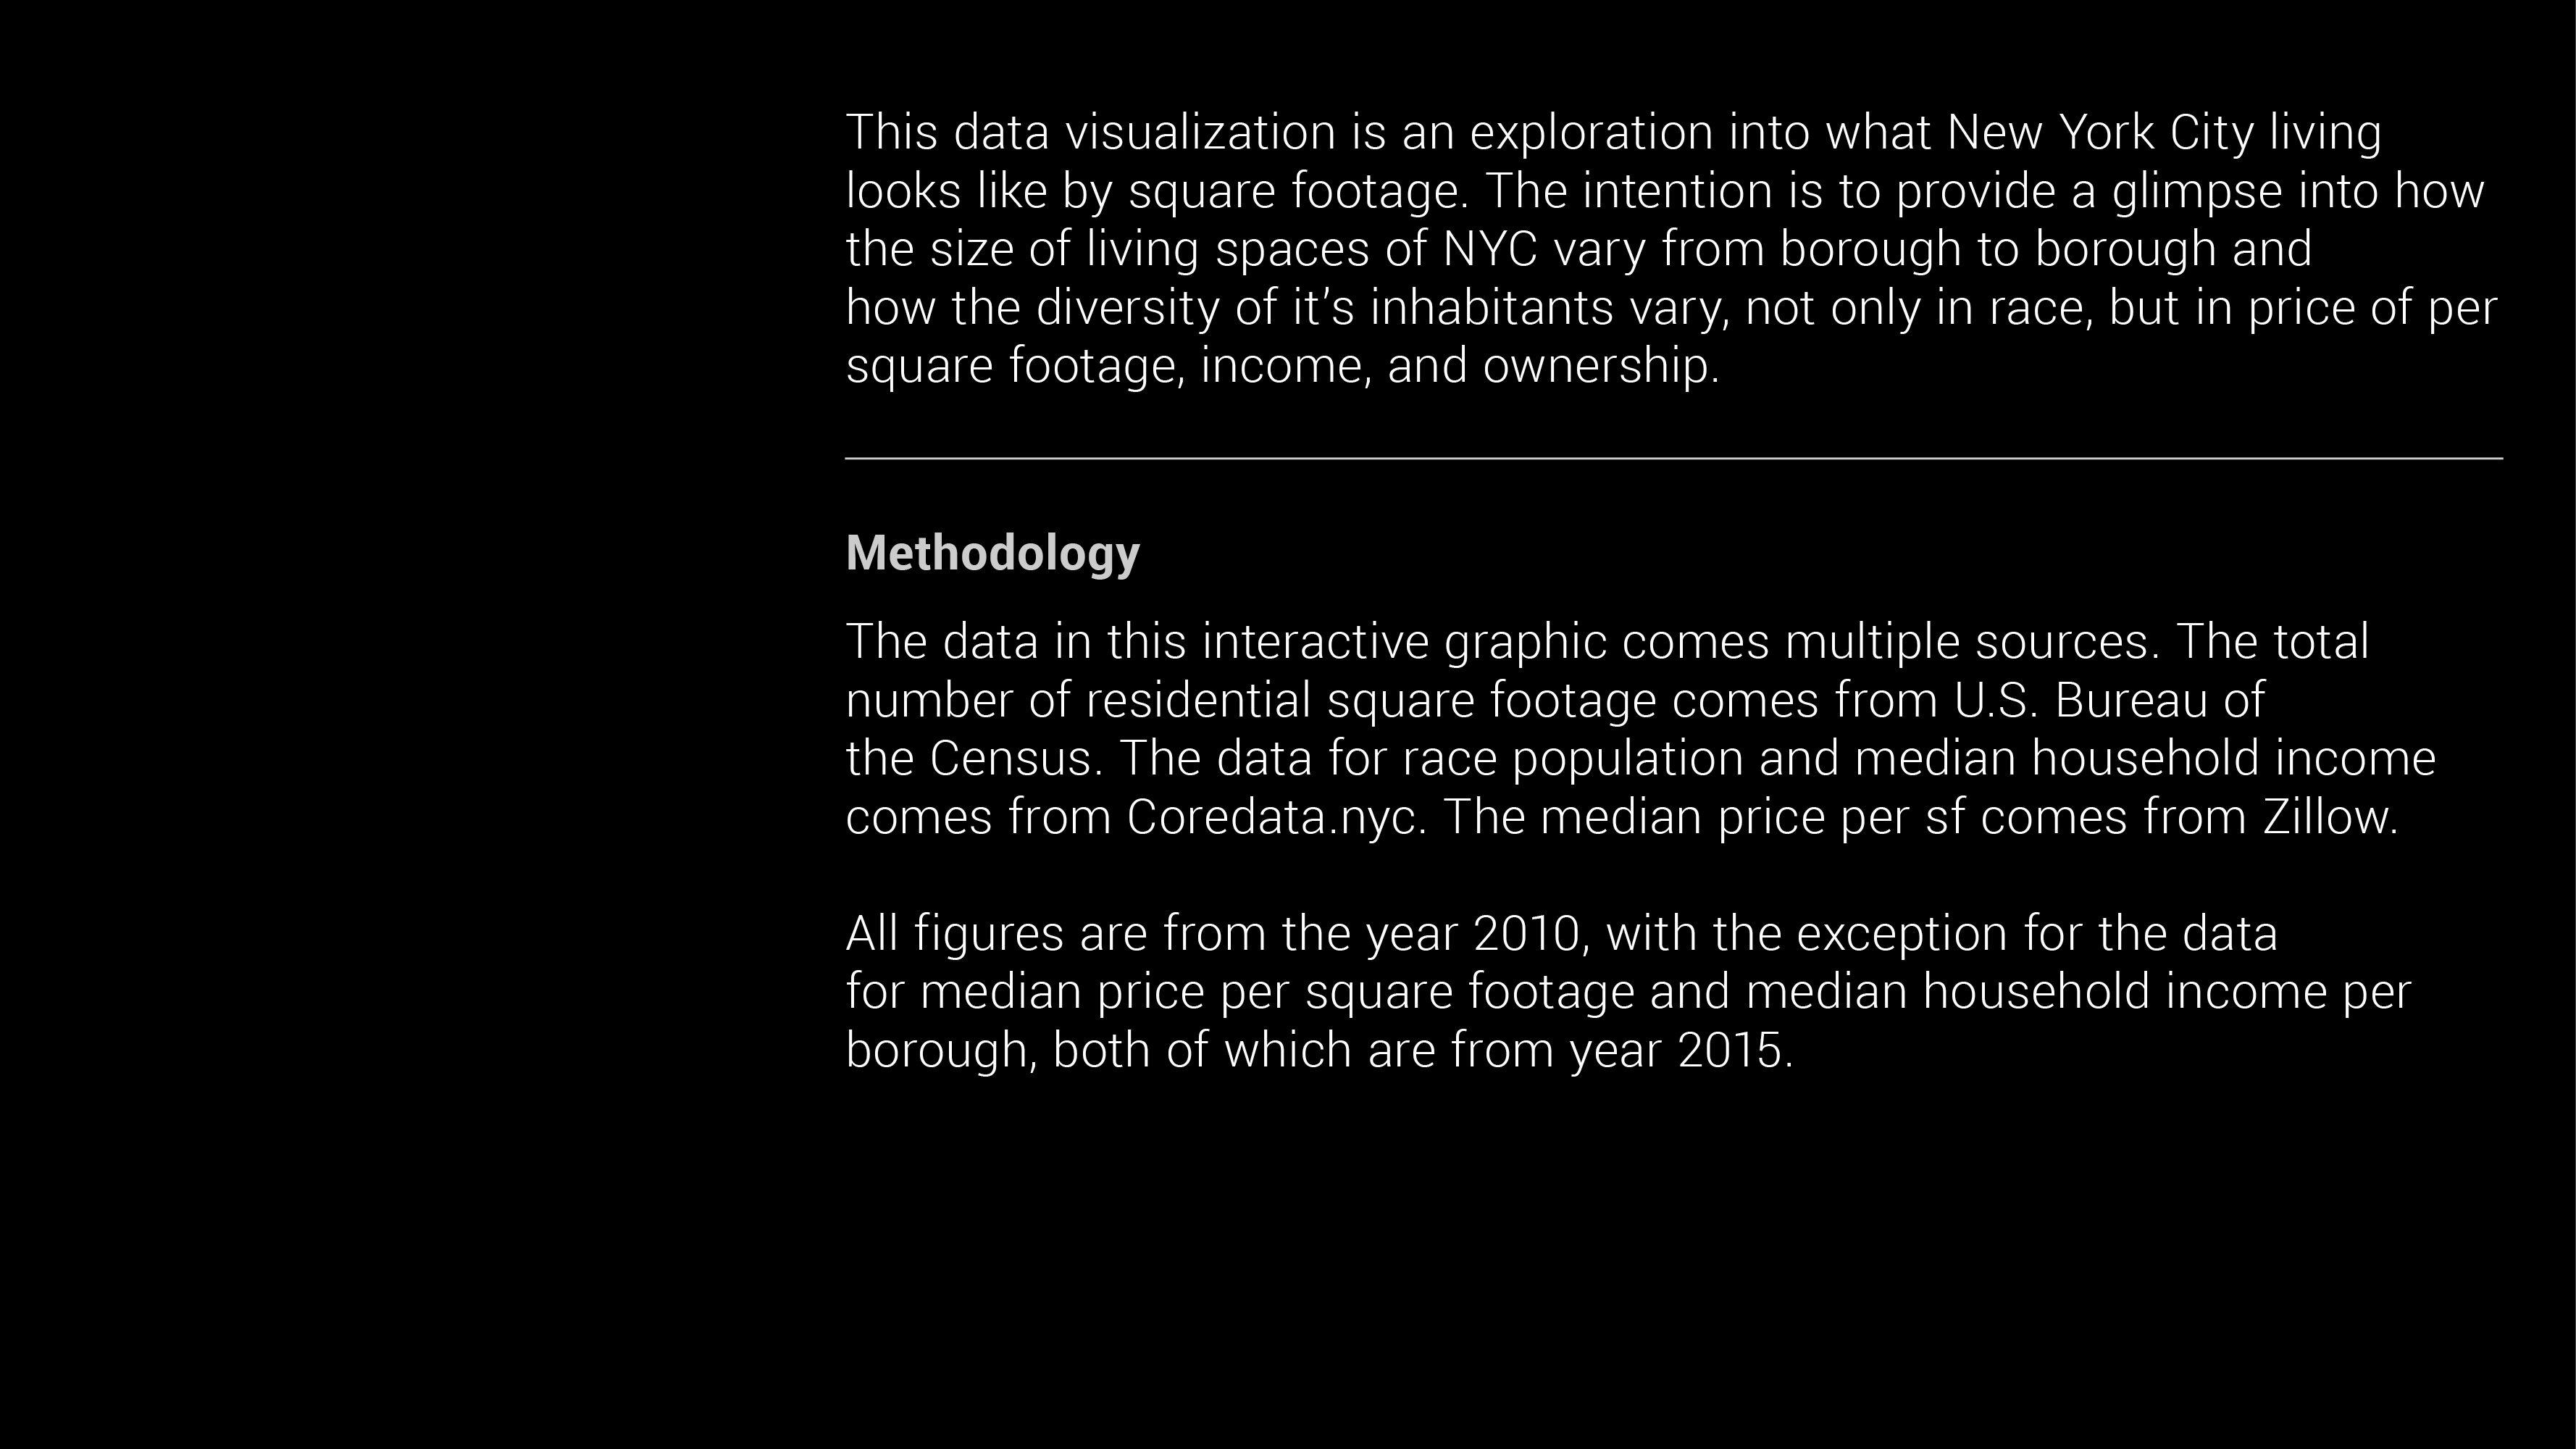 This data visualization is an exploration into what New York City living
looks like by square footage. The intention is to provide a glimpse into how
the size of living spaces of NYC vary from borough to borough and
how the diversity of it’s inhabitants vary, not only in race, but in price of per
square footage, income, and ownership.
Methodology
The data in this interactive graphic comes multiple sources. The total
number of residential square footage comes from U.S. Bureau of
the Census. The data for race population and median household income
comes from Coredata.nyc. The median price per sf comes from Zillow.
All figures are from the year 2010, with the exception for the data
for median price per square footage and median household income per
borough, both of which are from year 2015.